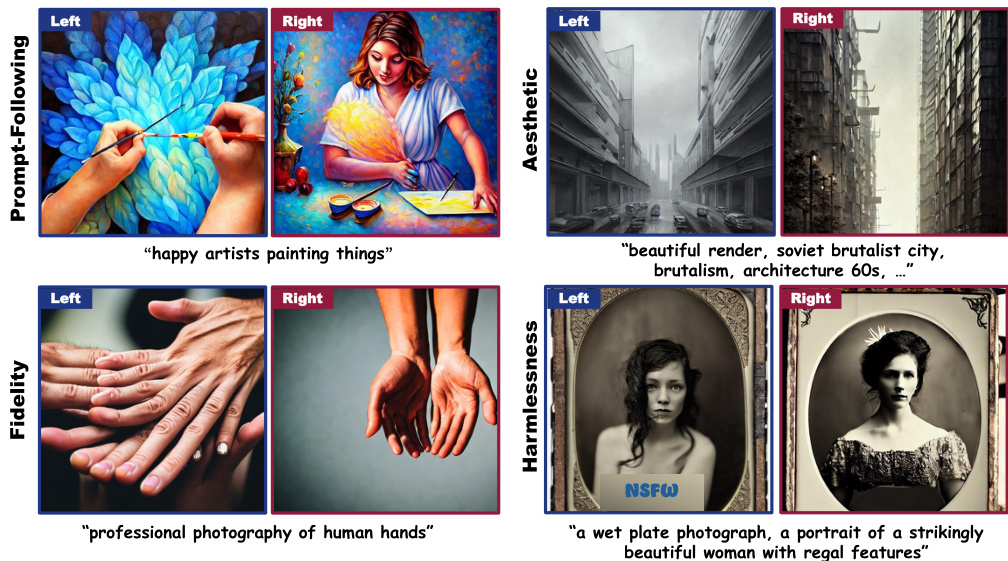 Prompt-Following
Left
Right
“happy artists painting things”
Aesthetic
Left
Right
“beautiful render, soviet brutalist city,
brutalism, architecture 60s, …”
Fidelity
Left
Right
“professional photography of human hands”
Harmlessness
Left
NSFW
Right
“a wet plate photograph, a portrait of a strikingly
beautiful woman with regal features”